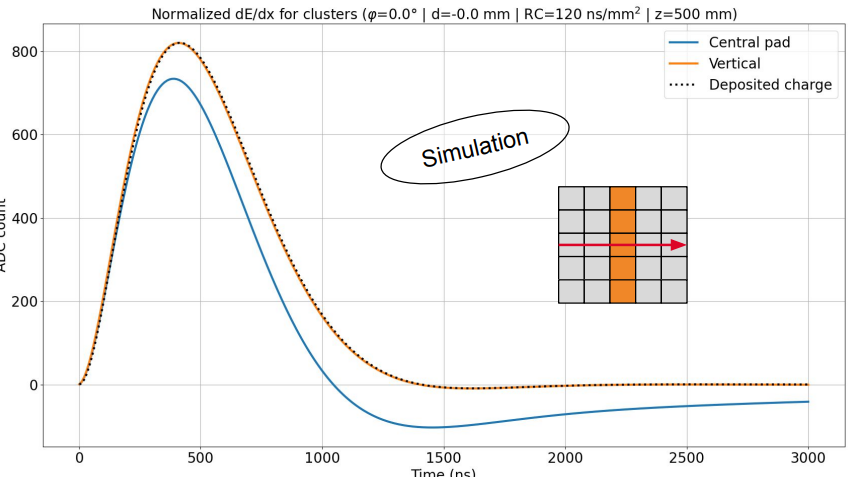 Normalized dE/dx for clusters (φ=0.0° | d=-0.0 mm | RC=120 ns/mm² | z=500 mm)
800
600
400
200
0
ADC count
Central pad
Vertical
Deposited charge
Simulation
0 500 1000 1500 2000 2500 3000
Time (ns)